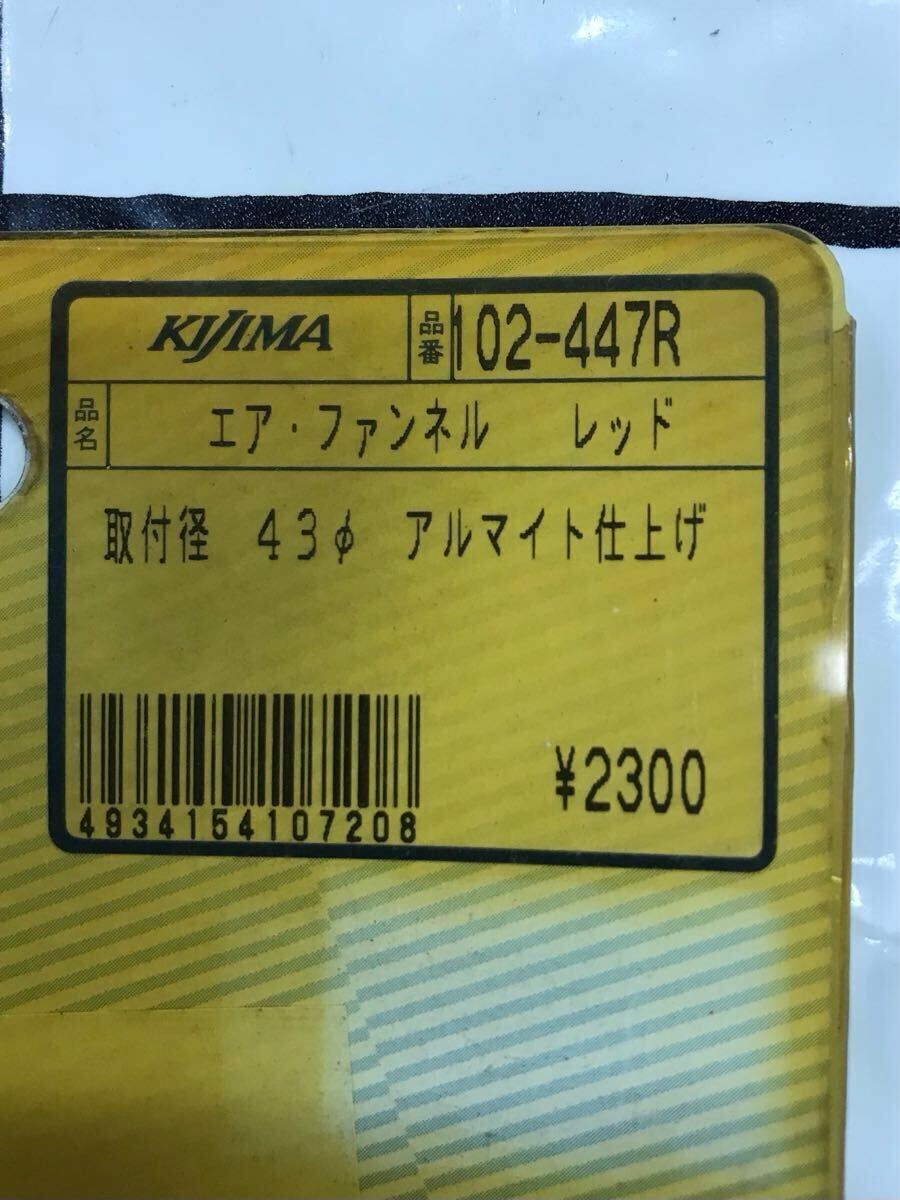 KIJIMA 品番 102-447R
品名 エア・ファンネル レッド
取付径 43φ アルマイト仕上げ
¥2300
4934154107208